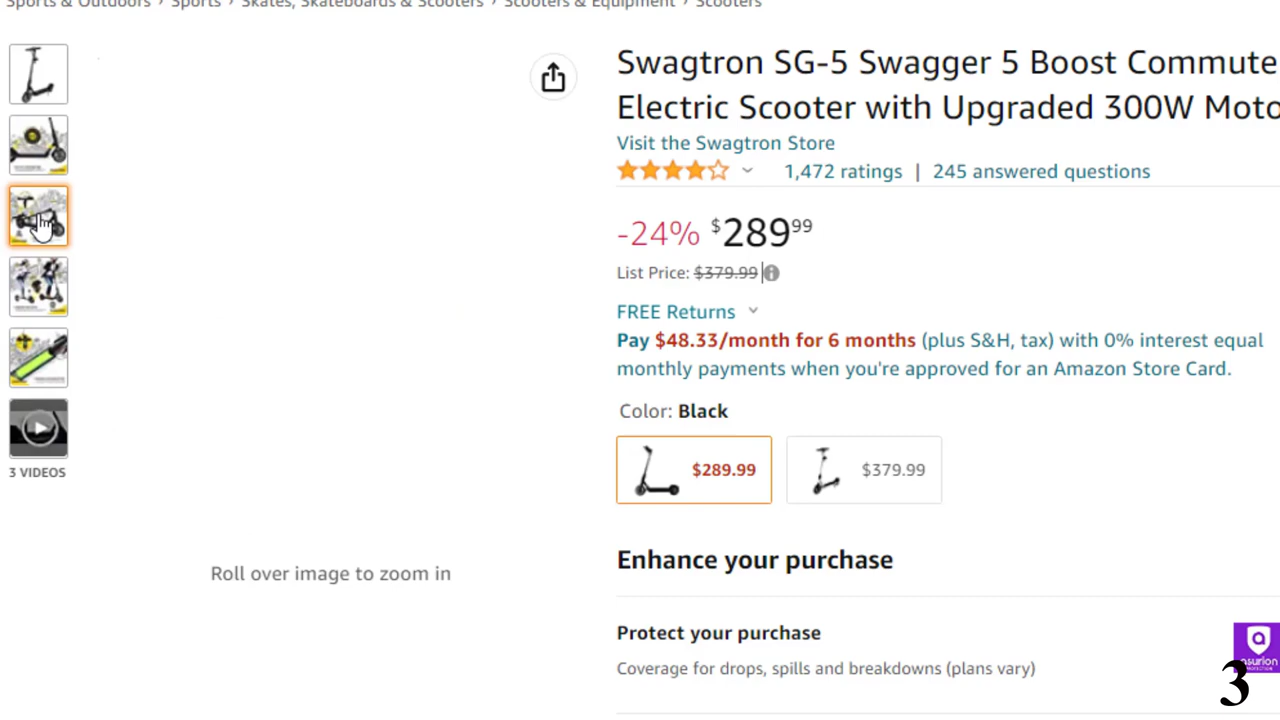 Sports & Outdoors › Sports › Skates, Skateboards & Scooters › Scooters & Equipment › Scooters
Swagtron SG-5 Swagger 5 Boost Commute
Electric Scooter with Upgraded 300W Moto
Visit the Swagtron Store
1,472 ratings | 245 answered questions
-24% $289.99
List Price: $379.99
FREE Returns
Pay $48.33/month for 6 months (plus S&H, tax) with 0% interest equal
monthly payments when you're approved for an Amazon Store Card.
Color: Black
$289.99 $379.99
3 VIDEOS
Enhance your purchase
Roll over image to zoom in
Protect your purchase
Coverage for drops, spills and breakdowns (plans vary)
asurion
3